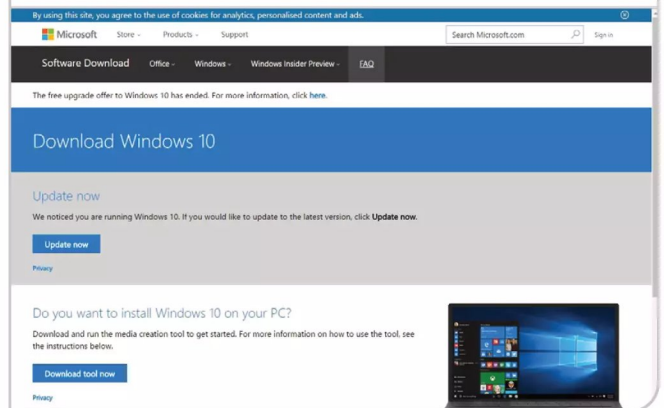 By using this site, you agree to the use of cookies for analytics, personalised content and ads.
Microsoft Store Products Support Search Microsoft.com Sign in
Software Download Office Windows Windows Insider Preview FAQ
The free upgrade offer to Windows 10 has ended. For more information, click here.
Download Windows 10
Update now
We noticed you are running Windows 10. If you would like to update to the latest version, click Update now.
Update now
Privacy
Do you want to install Windows 10 on your PC?
Download and run the media creation tool to get started. For more information on how to use the tool, see
the instructions below.
Download tool now
Privacy